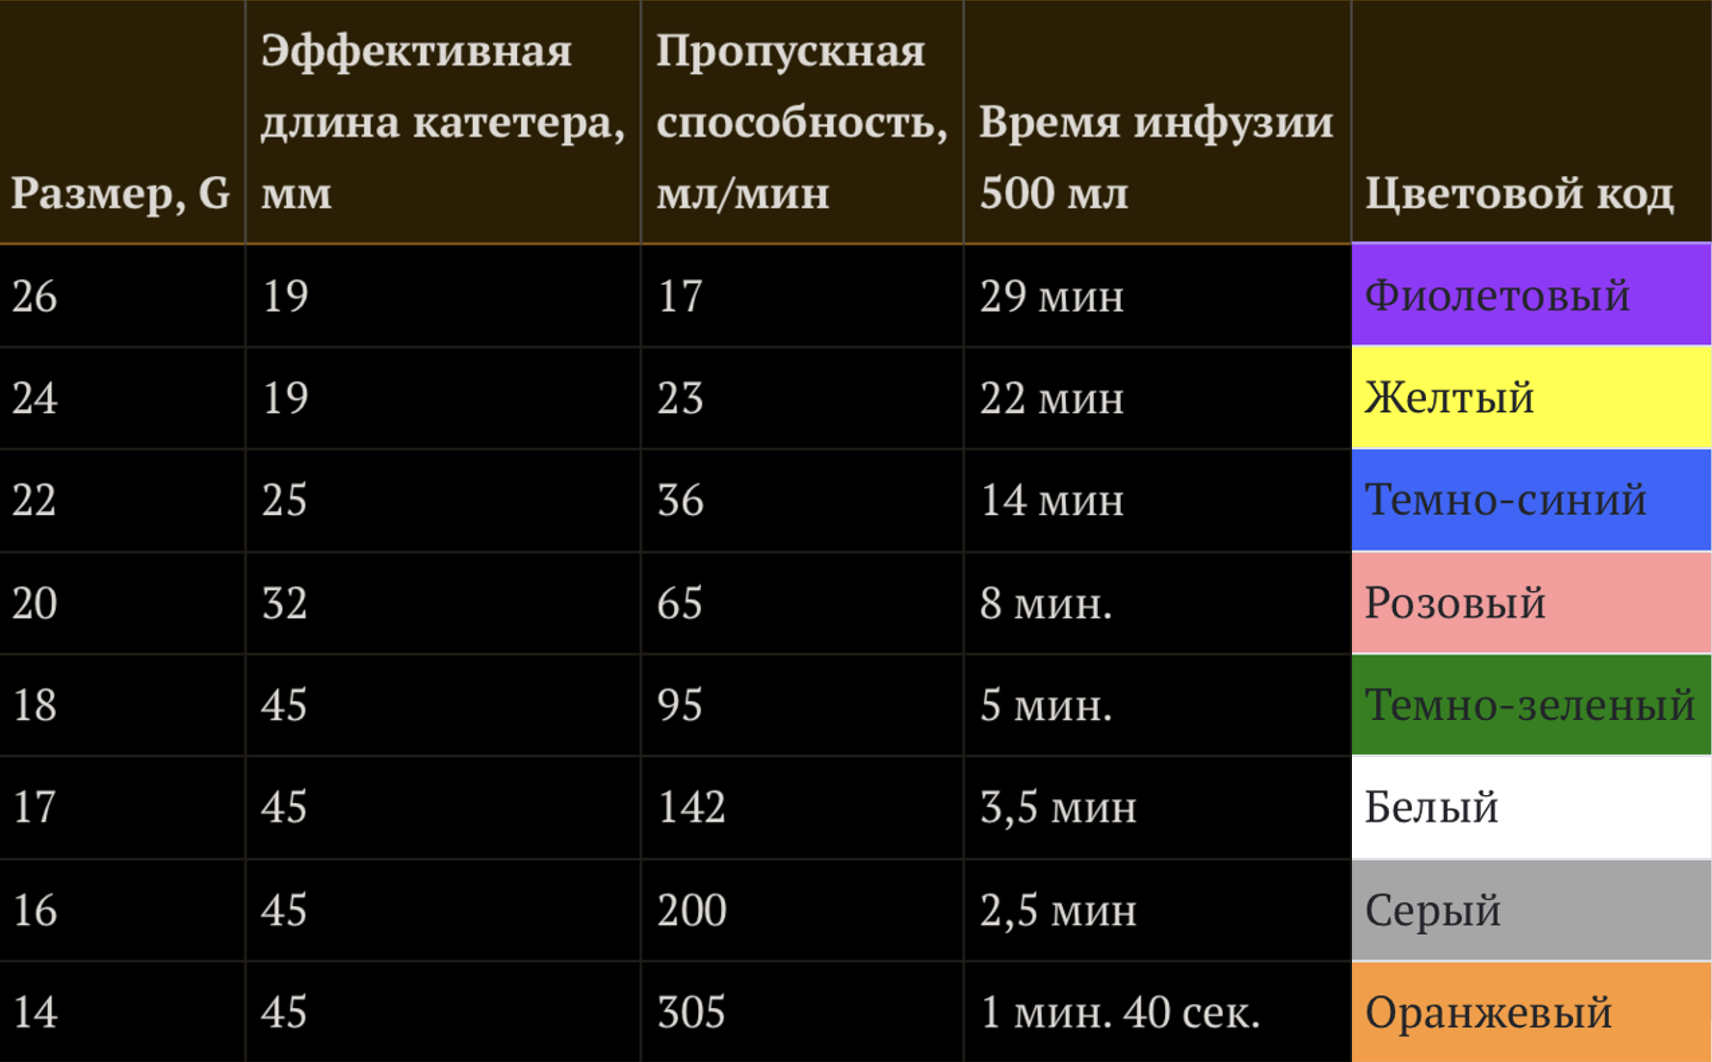 Размер, G
Эффективная
длина катетера,
мм
Пропускная
способность,
мл/мин
Время инфузии
500 мл
Цветовой код
26 19 17 29 мин Фиолетовый
24 19 23 22 мин Желтый
22 25 36 14 мин Темно-синий
20 32 65 8 мин. Розовый
18 45 95 5 мин. Темно-зеленый
17 45 142 3,5 мин Белый
16 45 200 2,5 мин Серый
14 45 305 1 мин. 40 сек. Оранжевый